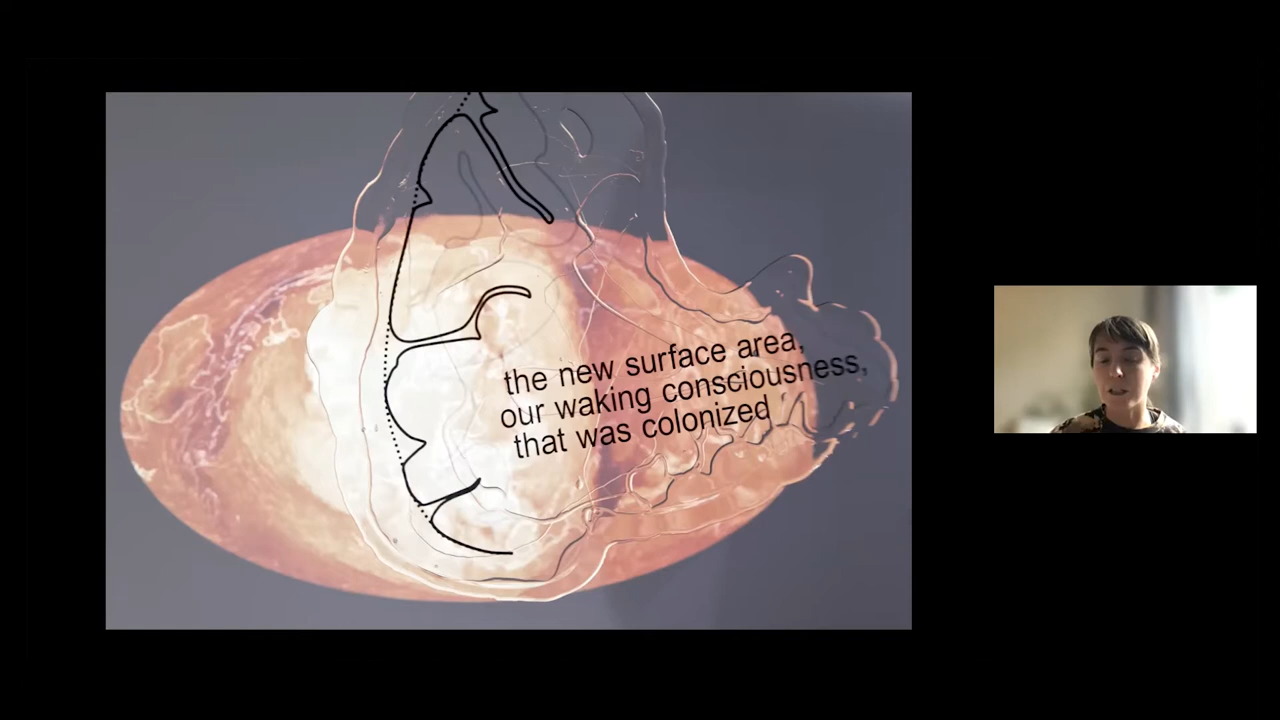 the new surface area,
our waking consciousness,
that was colonized